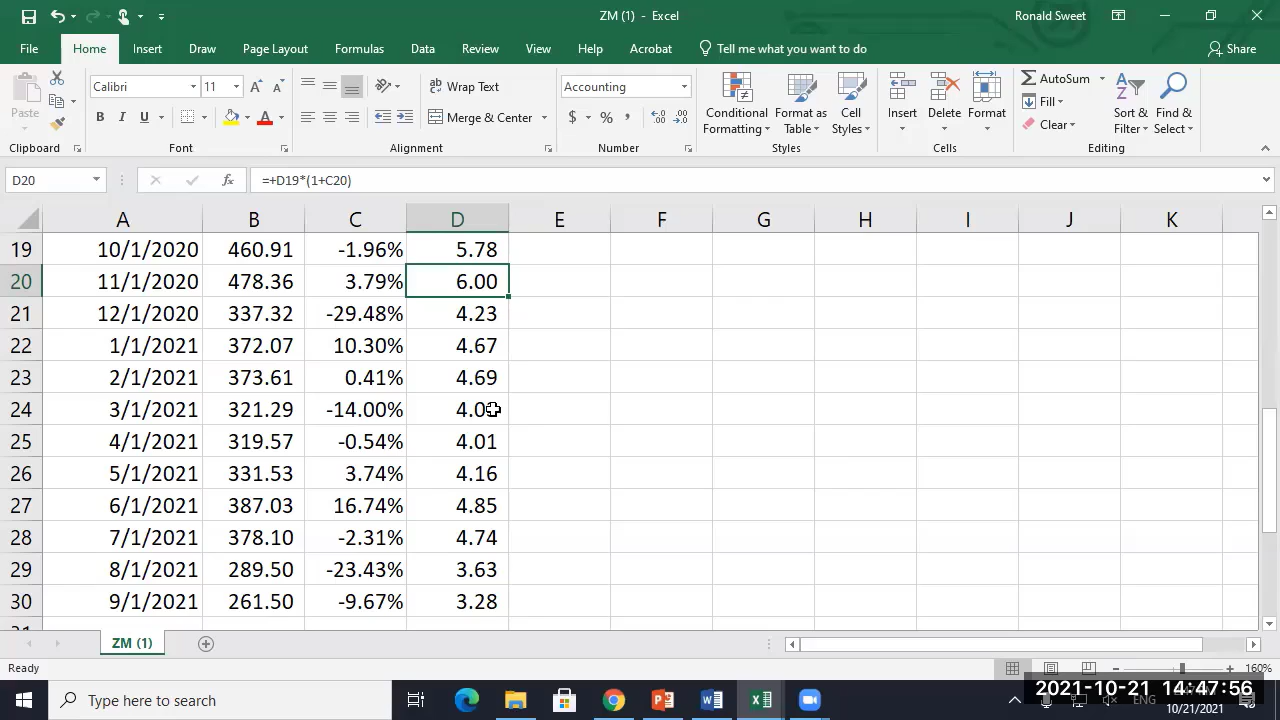 ZM (1) - Excel
Ronald Sweet
File Home Insert Draw Page Layout Formulas Data Review View Help Acrobat Tell me what you want to do Share
Paste
Clipboard
Calibri 11
B I U A
Font
Wrap Text
Merge & Center
Alignment
Accounting
$ % ,
Number
Conditional Formatting
Format as Table
Cell Styles
Styles
Insert
Delete
Format
Cells
AutoSum
Fill
Clear
Sort & Filter
Find & Select
Editing
D20 fx =+D19*(1+C20)
A B C D E F G H I J K
19 10/1/2020 460.91 -1.96% 5.78
20 11/1/2020 478.36 3.79% 6.00
21 12/1/2020 337.32 -29.48% 4.23
22 1/1/2021 372.07 10.30% 4.67
23 2/1/2021 373.61 0.41% 4.69
24 3/1/2021 321.29 -14.00%
25 4/1/2021 319.57 -0.54% 4.01
26 5/1/2021 331.53 3.74% 4.16
27 6/1/2021 387.03 16.74% 4.85
28 7/1/2021 378.10 -2.31% 4.74
29 8/1/2021 289.50 -23.43% 3.63
30 9/1/2021 261.50 -9.67% 3.28
ZM (1)
Ready
160%
Type here to search
2021-10-21 14:47:56
ENG
10/21/2021